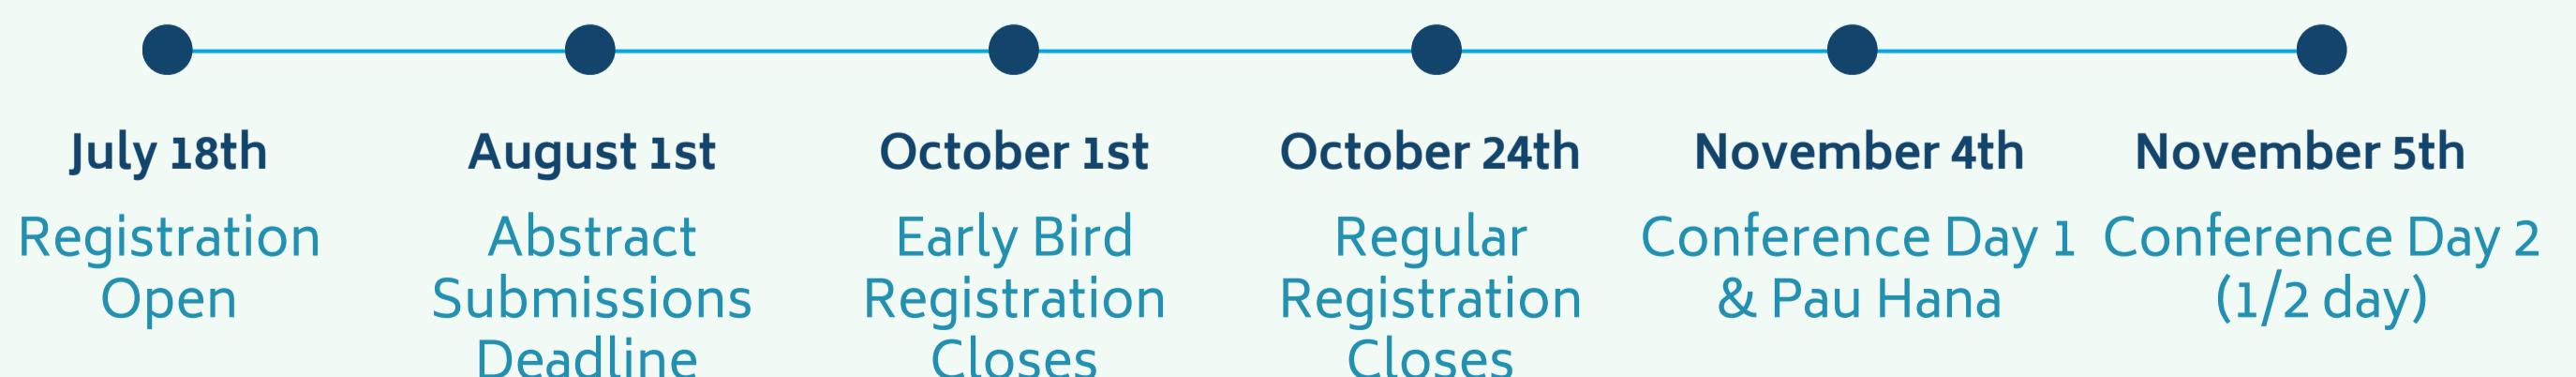 July 18th
Registration
Open
August 1st
Abstract
Submissions
Deadline
October 1st
Early Bird
Registration
Closes
October 24th
Regular
Registration
Closes
November 4th
Conference Day 1
& Pau Hana
November 5th
Conference Day 2
(1/2 day)